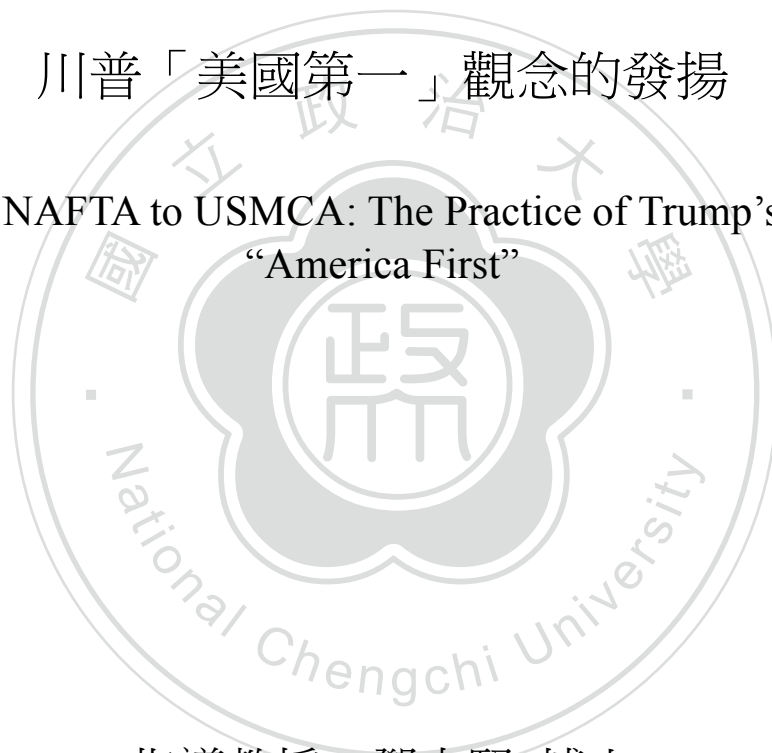 川普「美國第一」觀念的發揚
NAFTA to USMCA: The Practice of Trump's
“America First”
國立政治大學
政
National Chengchi University